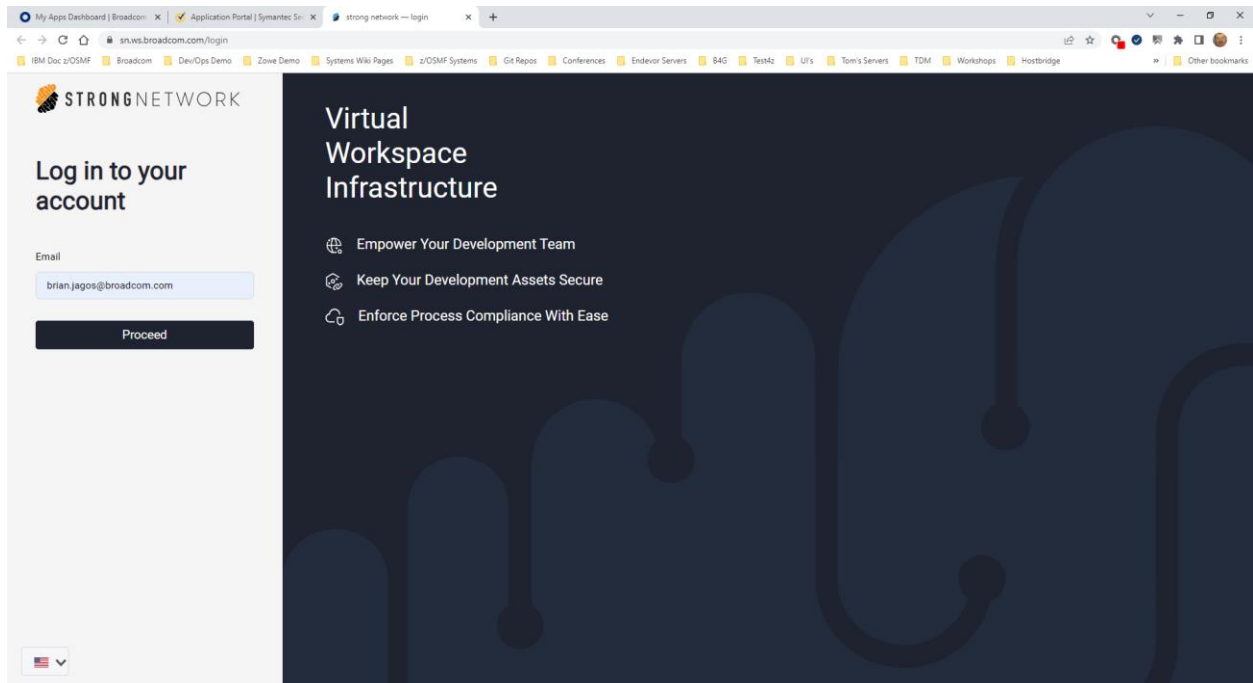 My Apps Dashboard | Broadcom
Application Portal | Symantec Se
strong network — login
sn.ws.broadcom.com/login
IBM Doc z/OSMF
Broadcom
Dev/Ops Demo
Zowe Demo
Systems Wiki Pages
z/OSMF Systems
Git Repos
Conferences
Endevor Servers
B4G
Test4z
UI's
Tom's Servers
TDM
Workshops
Hostbridge
»
Other bookmarks
STRONGNETWORK
Log in to your
account
Email
brian.jagos@broadcom.com
Proceed
Virtual
Workspace
Infrastructure
Empower Your Development Team
Keep Your Development Assets Secure
Enforce Process Compliance With Ease